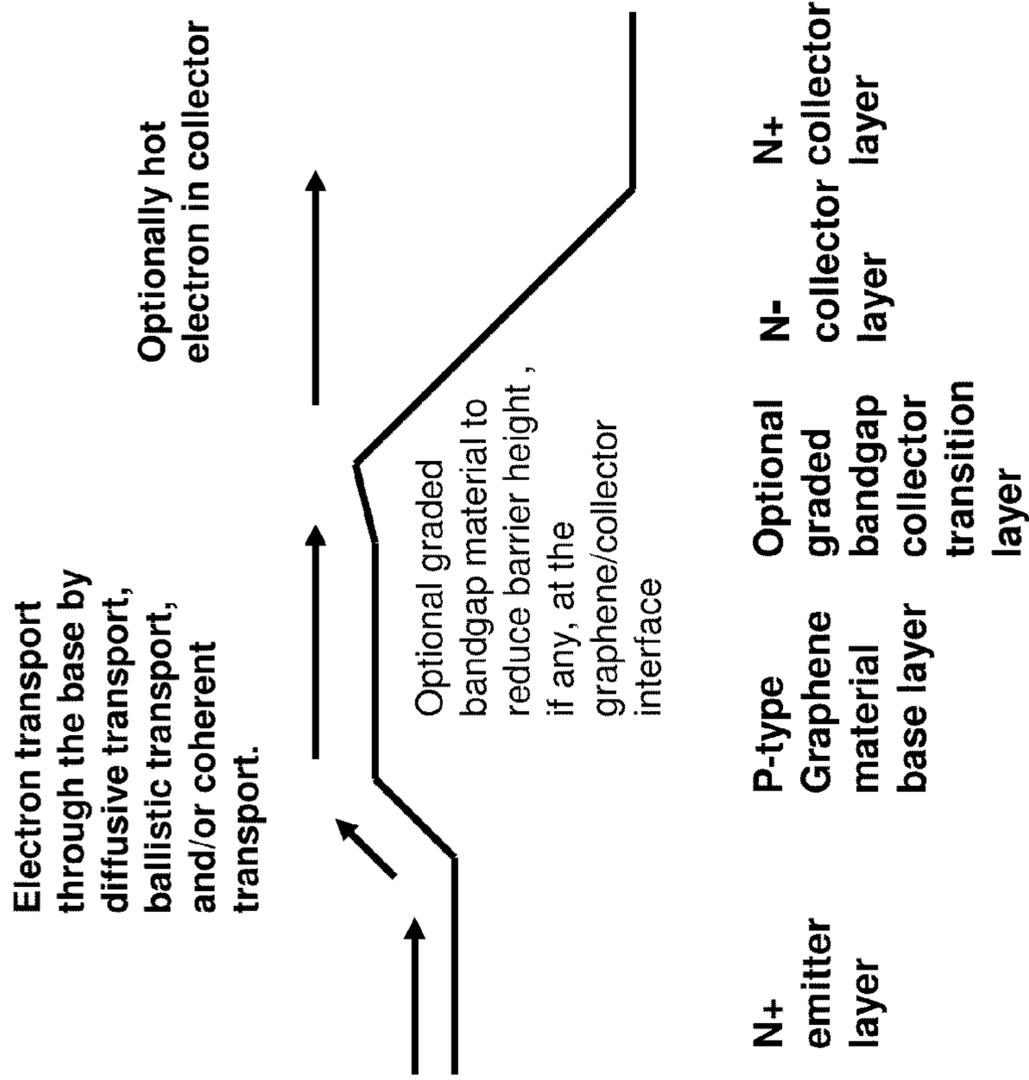 Electron transport
through the base by
diffusive transport,
ballistic transport,
and/or coherent
transport.
Optionally hot
electron in collector
Optional graded
bandgap material to
reduce barrier height ,
if any, at the
graphene/collector
interface
N+
emitter
layer
P-type
Graphene
material
base layer
Optional
graded
bandgap
collector
transition
layer
N-
collector
layer
N+
collector
layer